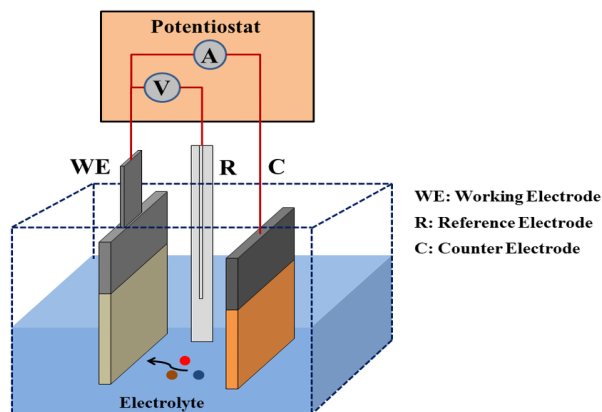 Potentiostat
A
V
WE
R
C
WE: Working Electrode
R: Reference Electrode
C: Counter Electrode
Electrolyte